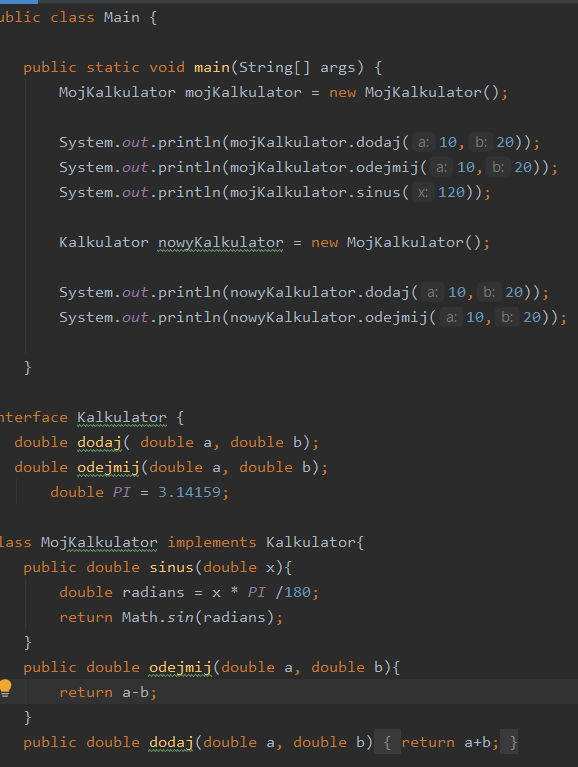 ublic class Main {
public static void main(String[] args) {
MojKalkulator mojKalkulator = new MojKalkulator();
System.out.println(mojKalkulator.dodaj( a: 10, b: 20));
System.out.println(mojKalkulator.odejmij( a: 10, b: 20));
System.out.println(mojKalkulator.sinus( x: 120));
Kalkulator nowyKalkulator = new MojKalkulator();
System.out.println(nowyKalkulator.dodaj( a: 10, b: 20));
System.out.println(nowyKalkulator.odejmij( a: 10, b: 20));
}
nterface Kalkulator {
double dodaj( double a, double b);
double odejmij(double a, double b);
double PI = 3.14159;
lass MojKalkulator implements Kalkulator{
public double sinus(double x){
double radians = x * PI /180;
return Math.sin(radians);
}
public double odejmij(double a, double b){
return a-b;
}
public double dodaj(double a, double b) { return a+b; }